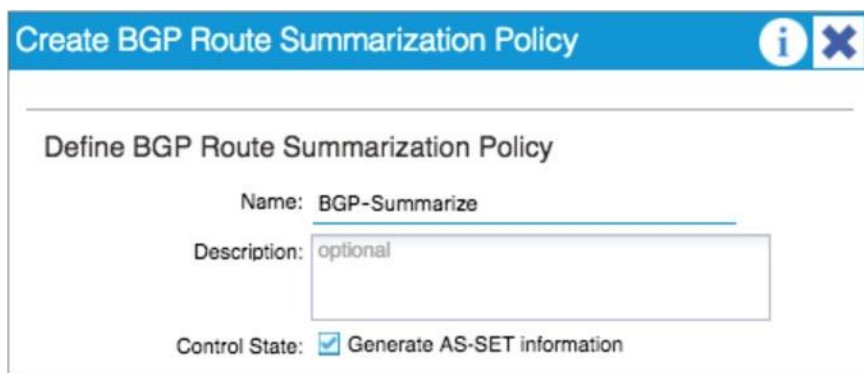 Create BGP Route Summarization Policy
Define BGP Route Summarization Policy
Name: BGP-Summarize
Description: optional
Control State: Generate AS-SET information